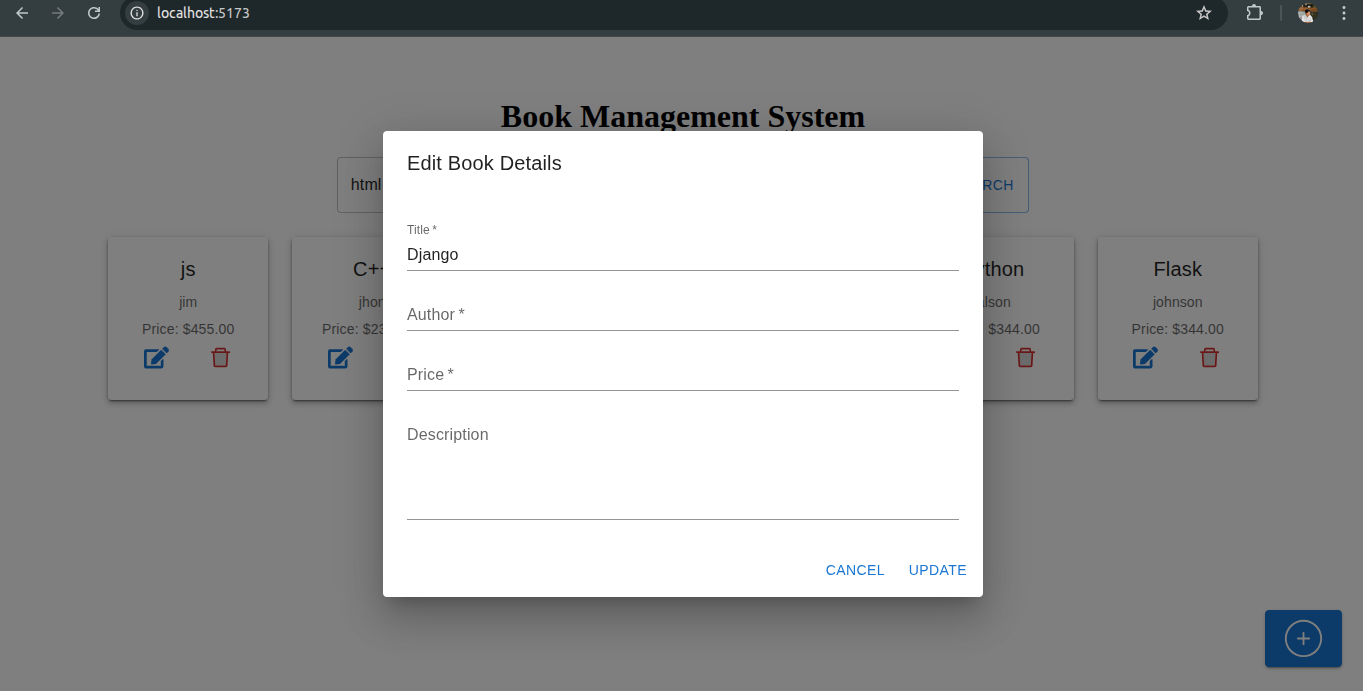 localhost:5173
Book Management System
Edit Book Details
html
RCH
Title *
Django
js
jim
Price: $455.00
C+
jhon
Price: $23
Author *
Price *
Description
thon
lson
$344.00
Flask
johnson
Price: $344.00
CANCEL UPDATE